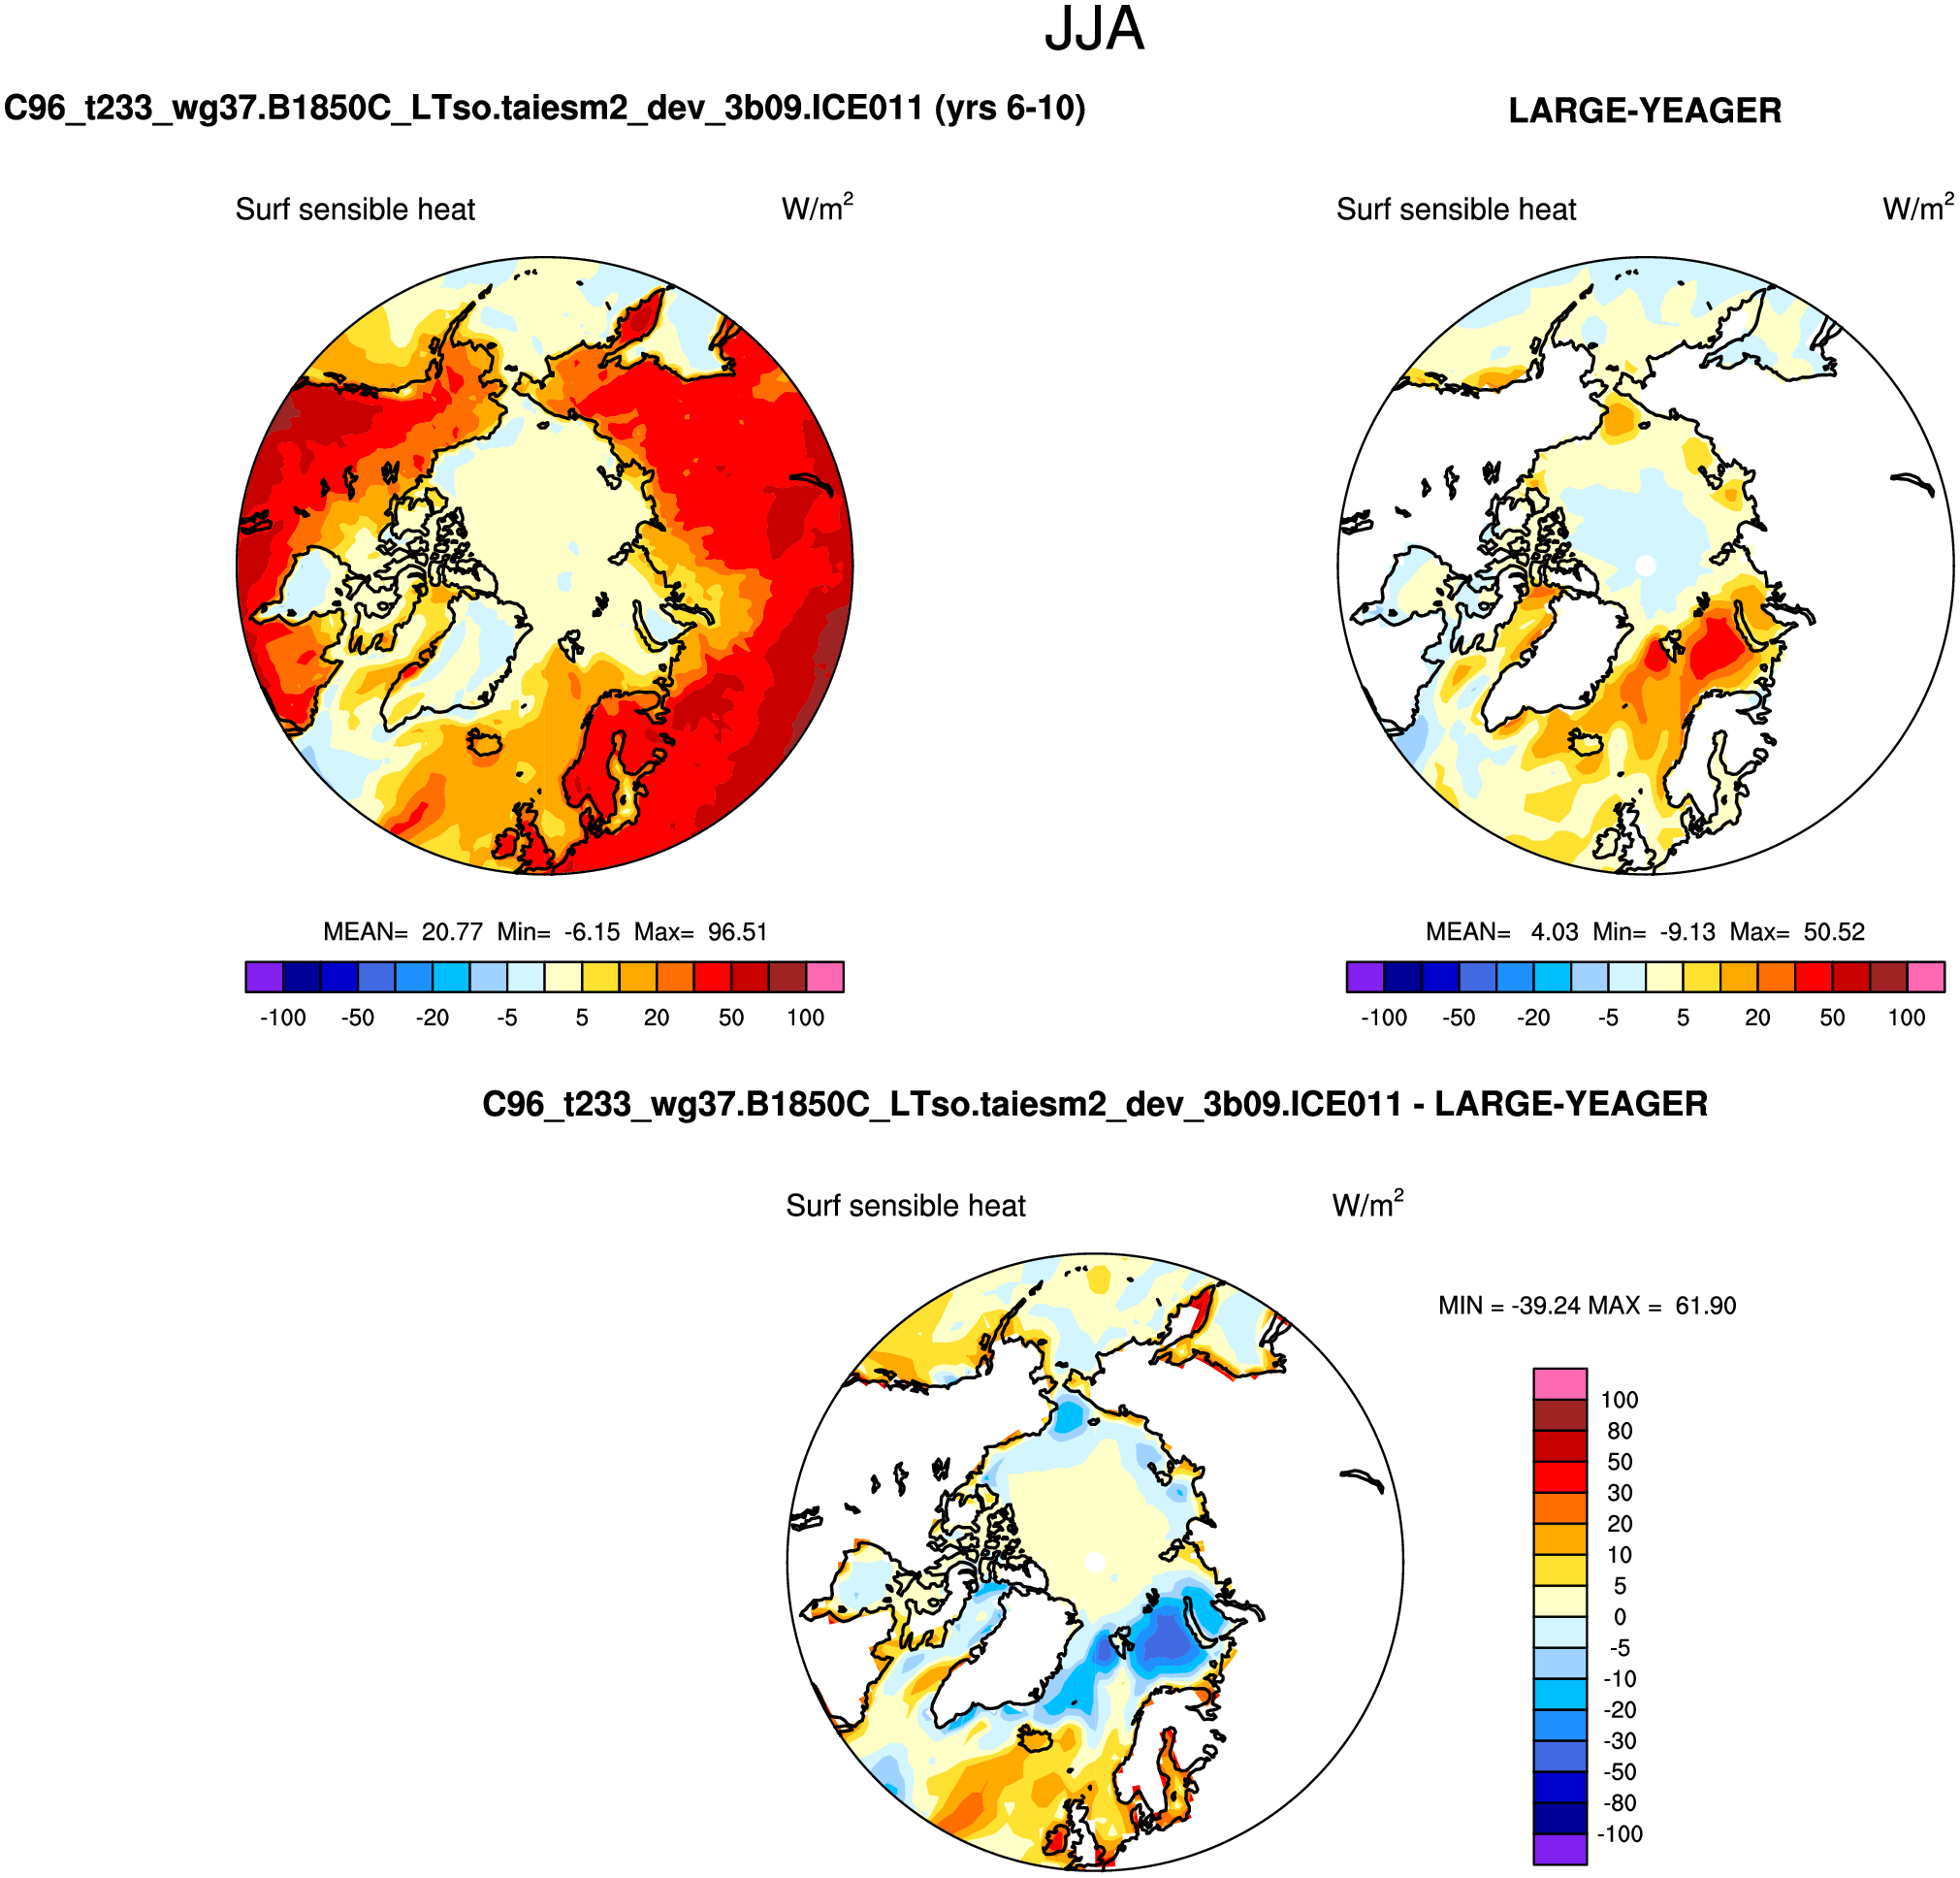 JJA
C96_t233_wg37.B1850C_LTso.taiesm2_dev_3b09.ICE011 (yrs 6-10)
LARGE-YEAGER
Surf sensible heat W/m2
Surf sensible heat W/m2
MEAN= 20.77 Min= -6.15 Max= 96.51
MEAN= 4.03 Min= -9.13 Max= 50.52
-100 -50 -20 -5 5 20 50 100
-100 -50 -20 -5 5 20 50 100
C96_t233_wg37.B1850C_LTso.taiesm2_dev_3b09.ICE011 - LARGE-YEAGER
Surf sensible heat W/m2
MIN = -39.24 MAX = 61.90
100
80
50
30
20
10
5
0
-5
-10
-20
-30
-50
-80
-100